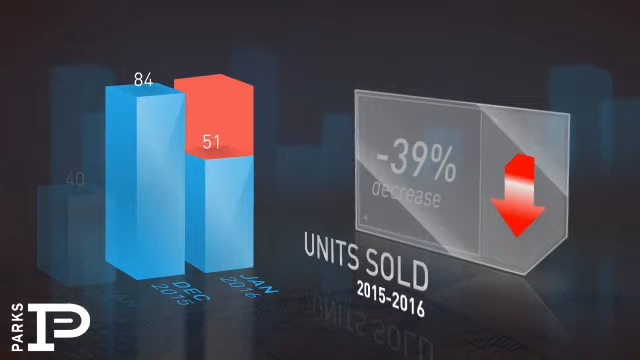 84
51
40
-39%
decrease
DEC
2015
JAN
2016
UNITS SOLD
2015-2016
PARKS
P